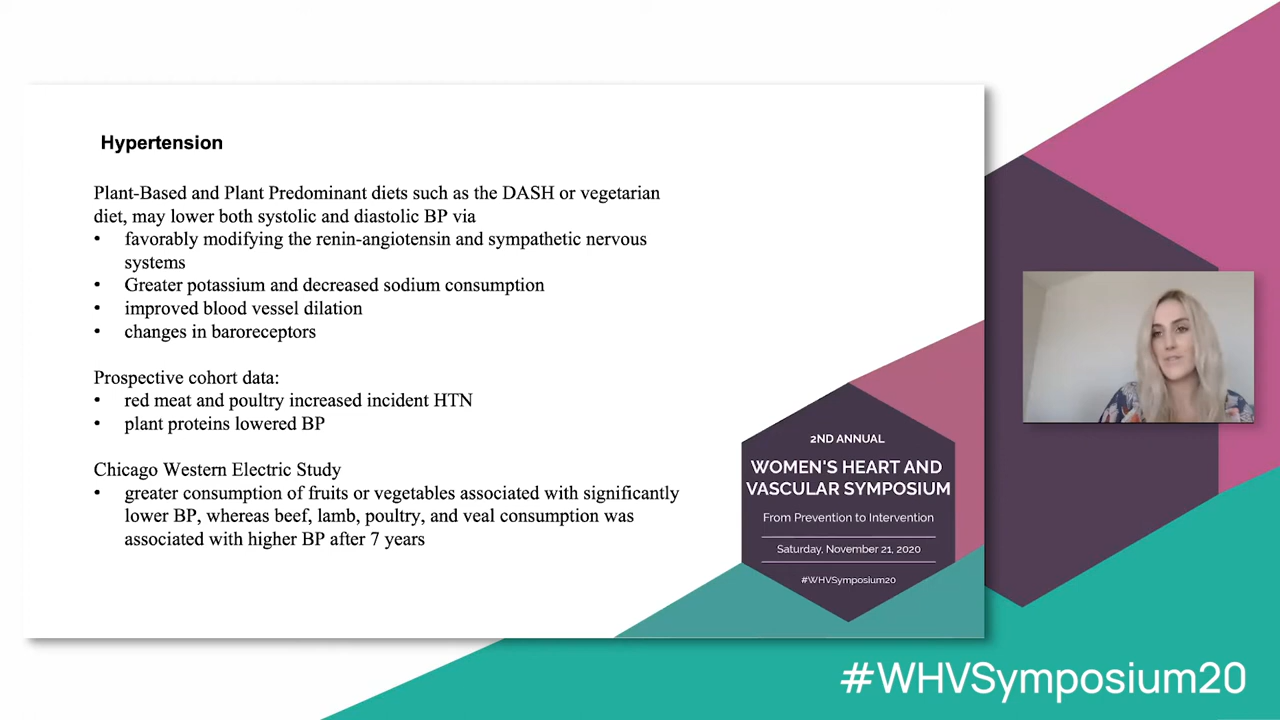 Hypertension
Plant-Based and Plant Predominant diets such as the DASH or vegetarian
diet, may lower both systolic and diastolic BP via
• favorably modifying the renin-angiotensin and sympathetic nervous
systems
• Greater potassium and decreased sodium consumption
• improved blood vessel dilation
• changes in baroreceptors
Prospective cohort data:
• red meat and poultry increased incident HTN
• plant proteins lowered BP
Chicago Western Electric Study
• greater consumption of fruits or vegetables associated with significantly
lower BP, whereas beef, lamb, poultry, and veal consumption was
associated with higher BP after 7 years
2ND ANNUAL
WOMEN'S HEART AND
VASCULAR SYMPOSIUM
From Prevention to Intervention
Saturday, November 21, 2020
#WHVSymposium20
#WHVSymposium20